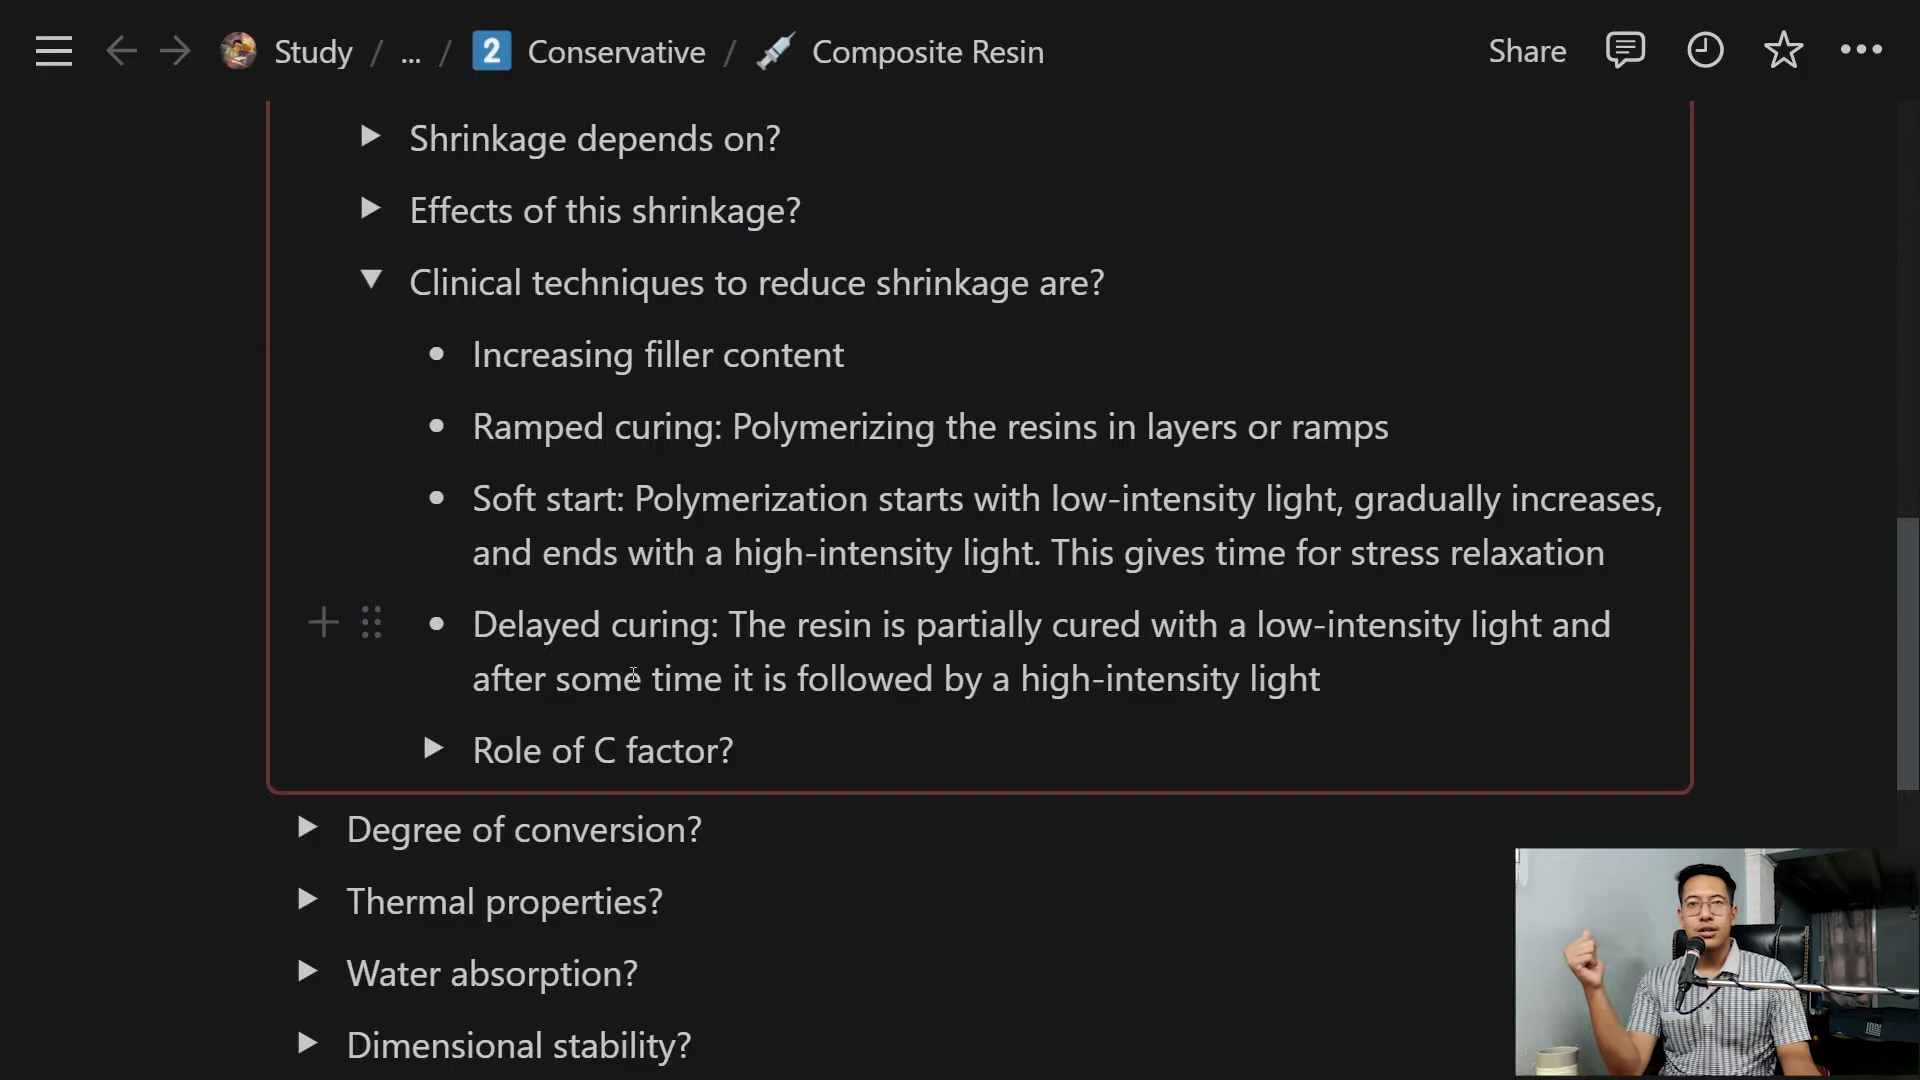 Study / ... / 2 Conservative / Composite Resin
Share
Shrinkage depends on?
Effects of this shrinkage?
Clinical techniques to reduce shrinkage are?
Increasing filler content
Ramped curing: Polymerizing the resins in layers or ramps
Soft start: Polymerization starts with low-intensity light, gradually increases,
and ends with a high-intensity light. This gives time for stress relaxation
Delayed curing: The resin is partially cured with a low-intensity light and
after some time it is followed by a high-intensity light
Role of C factor?
Degree of conversion?
Thermal properties?
Water absorption?
Dimensional stability?